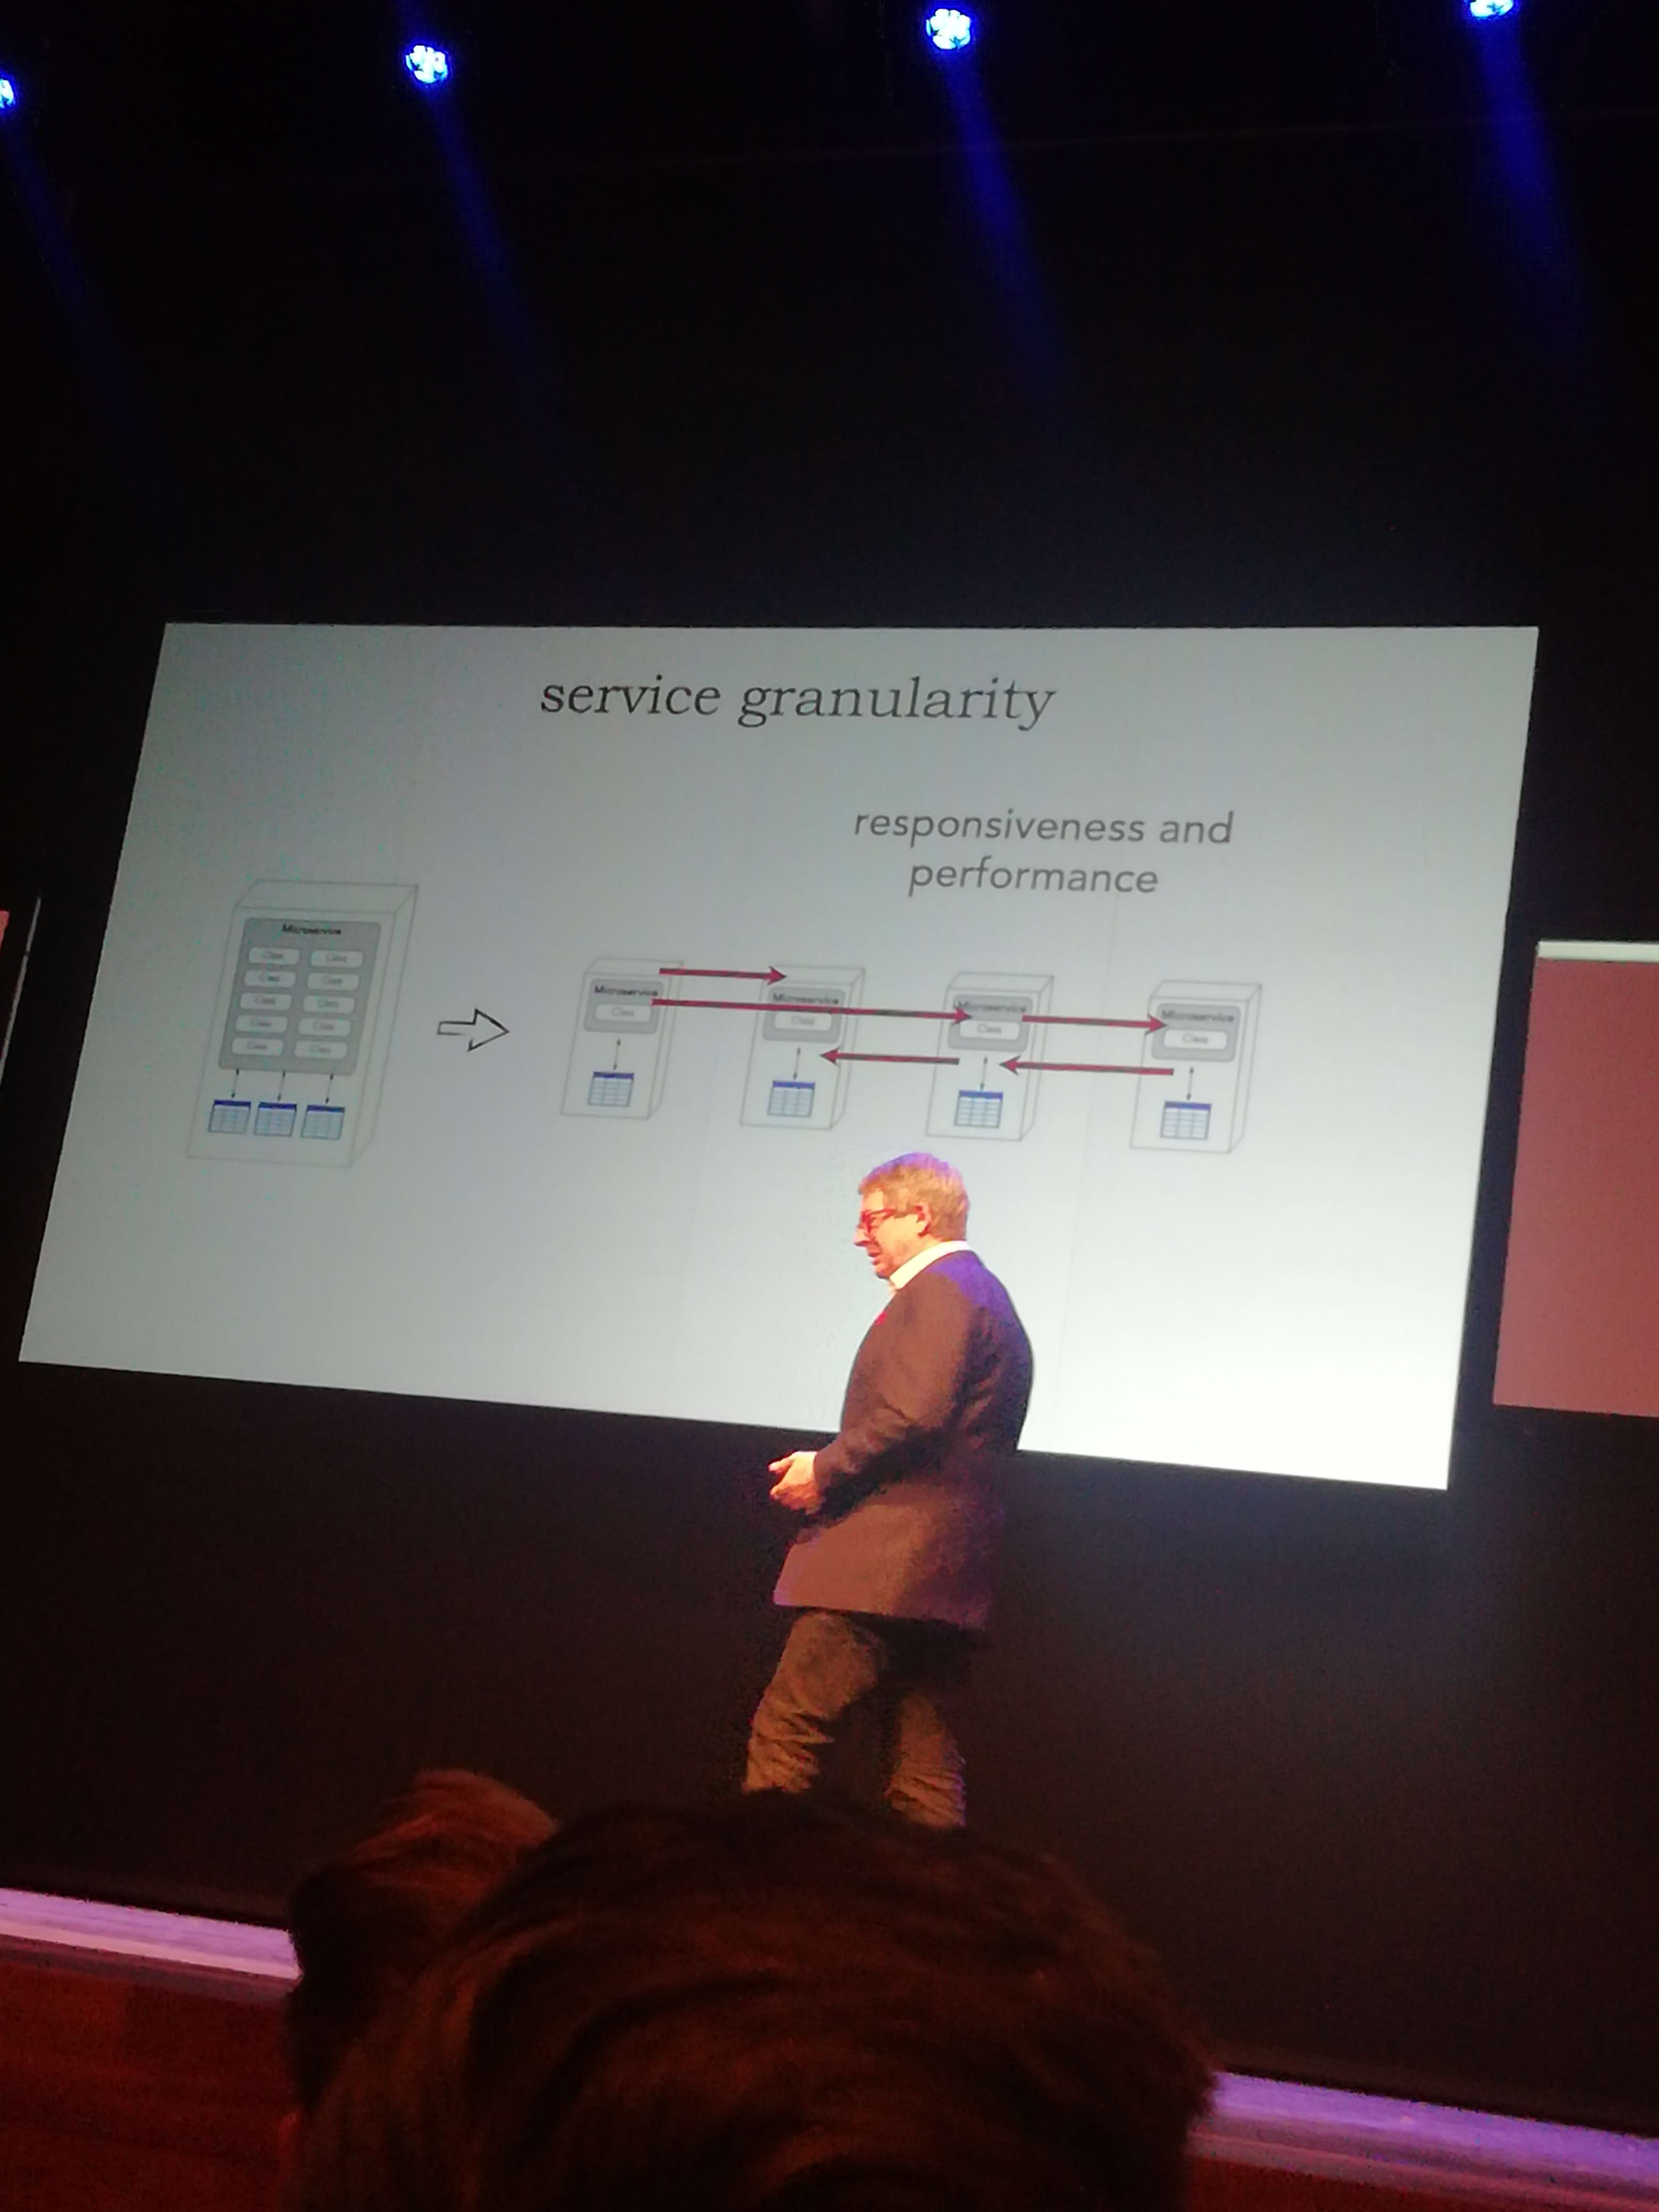 service granularity
responsiveness and
performance
Microservice
Class Class
Class Class
Class Class
Class Class
Class Class
Microservice
Class
Microservice
Class
Microservice
Class
Microservice
Class